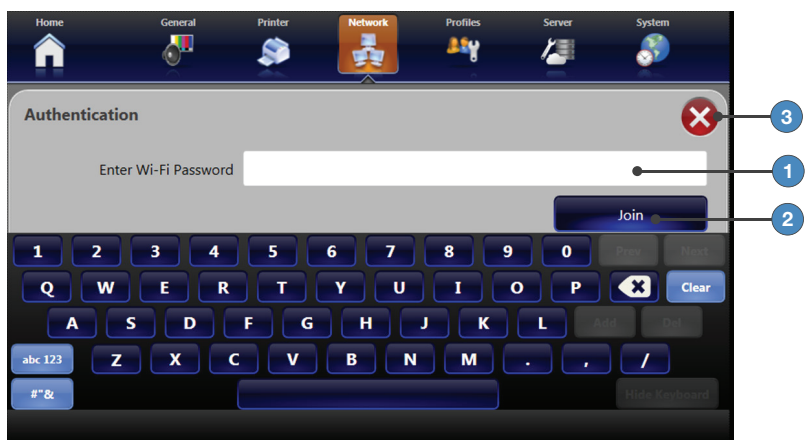 Home General Printer Network Profiles Server System
Authentication
3
Enter Wi-Fi Password
1
Join
2
1 2 3 4 5 6 7 8 9 0 Prev Next
Q W E R T Y U I O P Clear
A S D F G H J K L Add Del
abc 123 Z X C V B N M . , /
#"& Hide Keyboard